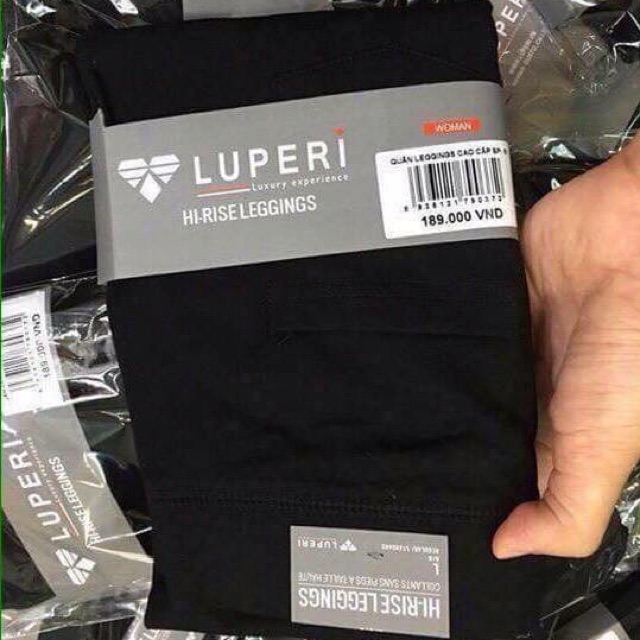 WOMAN
LUPERI
Luxury experience
HI-RISE LEGGINGS
QUẦN LEGGINGS CAO CẤP
189.000 VND
LUPERI
HI-RISE LEGGINGS
LUPERI
L
COLLANTS SANS PIEDS A TAILLE HAUTE
HI-RISE LEGGINGS